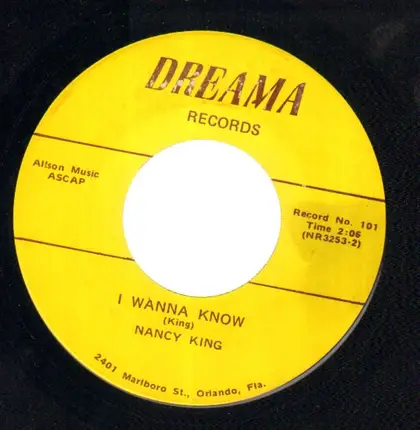 DREAMA
RECORDS
Allson Music
ASCAP
Record No. 101
Time 2:06
(NR3253-2)
I WANNA KNOW
(King)
NANCY KING
2401 Marlboro St., Orlando, Fla.